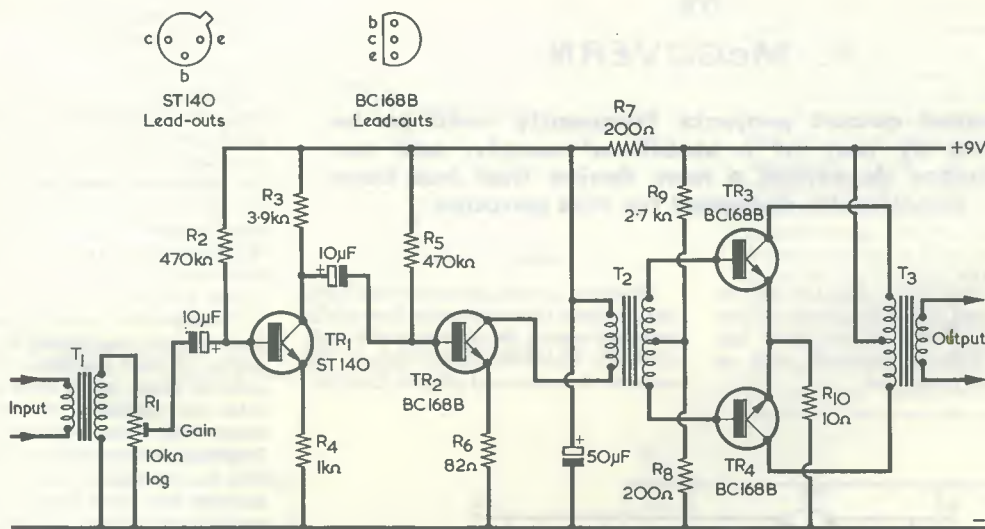 b
c
e
c
e
b
ST140
Lead-outs
BC168B
Lead-outs
R7
200Ω
+9V
R3
3·9kΩ
R9
2·7 kΩ
TR3
BC168B
R2
470kΩ
10µF
+
R5
470kΩ
T2
T3
10µF
+
TR1
ST140
Output
T1
TR2
BC168B
Input
R1
Gain
10kΩ
log
R4
1kΩ
R6
82Ω
+
50µF
R8
200Ω
TR4
BC168B
R10
10Ω
−